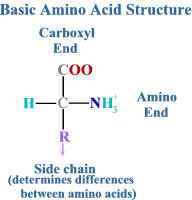 Basic Amino Acid Structure
Carboxyl
End
COO
H—C—NH₃⁺
Amino
End
R
Side chain
(determines differences
between amino acids)